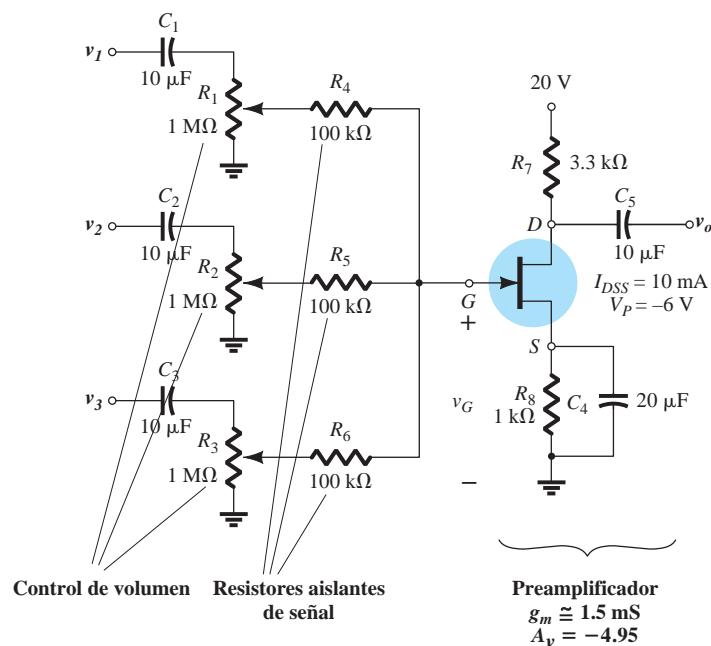 C1
v1
10 μF
R1
1 MΩ
R4
100 kΩ
C2
v2
10 μF
R2
1 MΩ
R5
100 kΩ
C3
v3
10 μF
R3
1 MΩ
R6
100 kΩ
20 V
R7
3.3 kΩ
C5
D
vo
10 μF
IDSS = 10 mA
VP = –6 V
G
+
S
vG
R8
1 kΩ
C4
20 μF
–
Control de volumen
Resistores aislantes
de señal
Preamplificador
gm ≅ 1.5 mS
Av = −4.95